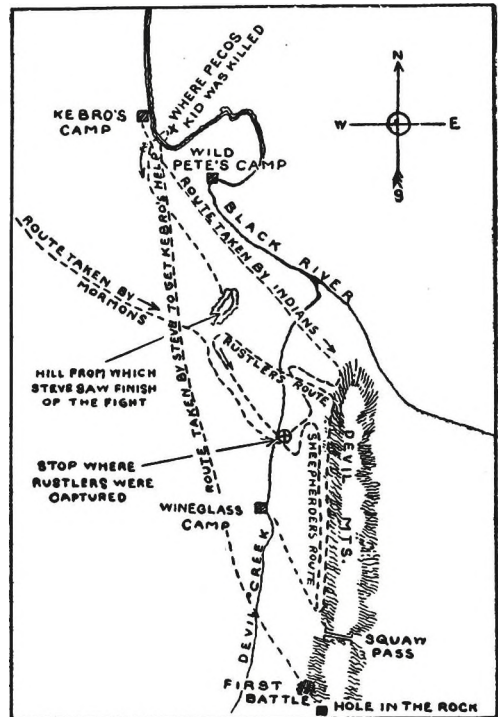 WHERE PECOS
KID WAS KILLED
KEBRO'S
CAMP
WILD
PETE'S CAMP
N
W
E
S
BLACK RIVER
ROUTE TAKEN BY INDIANS
ROUTE TAKEN BY STEVE TO GET KEBRO'S HELP
ROUTE TAKEN BY
MORMONS
HILL FROM WHICH
STEVE SAW FINISH
OF THE FIGHT
RUSTLERS ROUTE
STOP WHERE
RUSTLERS WERE
CAPTURED
SHEEPHERDERS ROUTE
DEVIL MTS.
WINEGLASS
CAMP
DEVIL CREEK
SQUAW
PASS
FIRST
BATTLE
HOLE IN THE ROCK